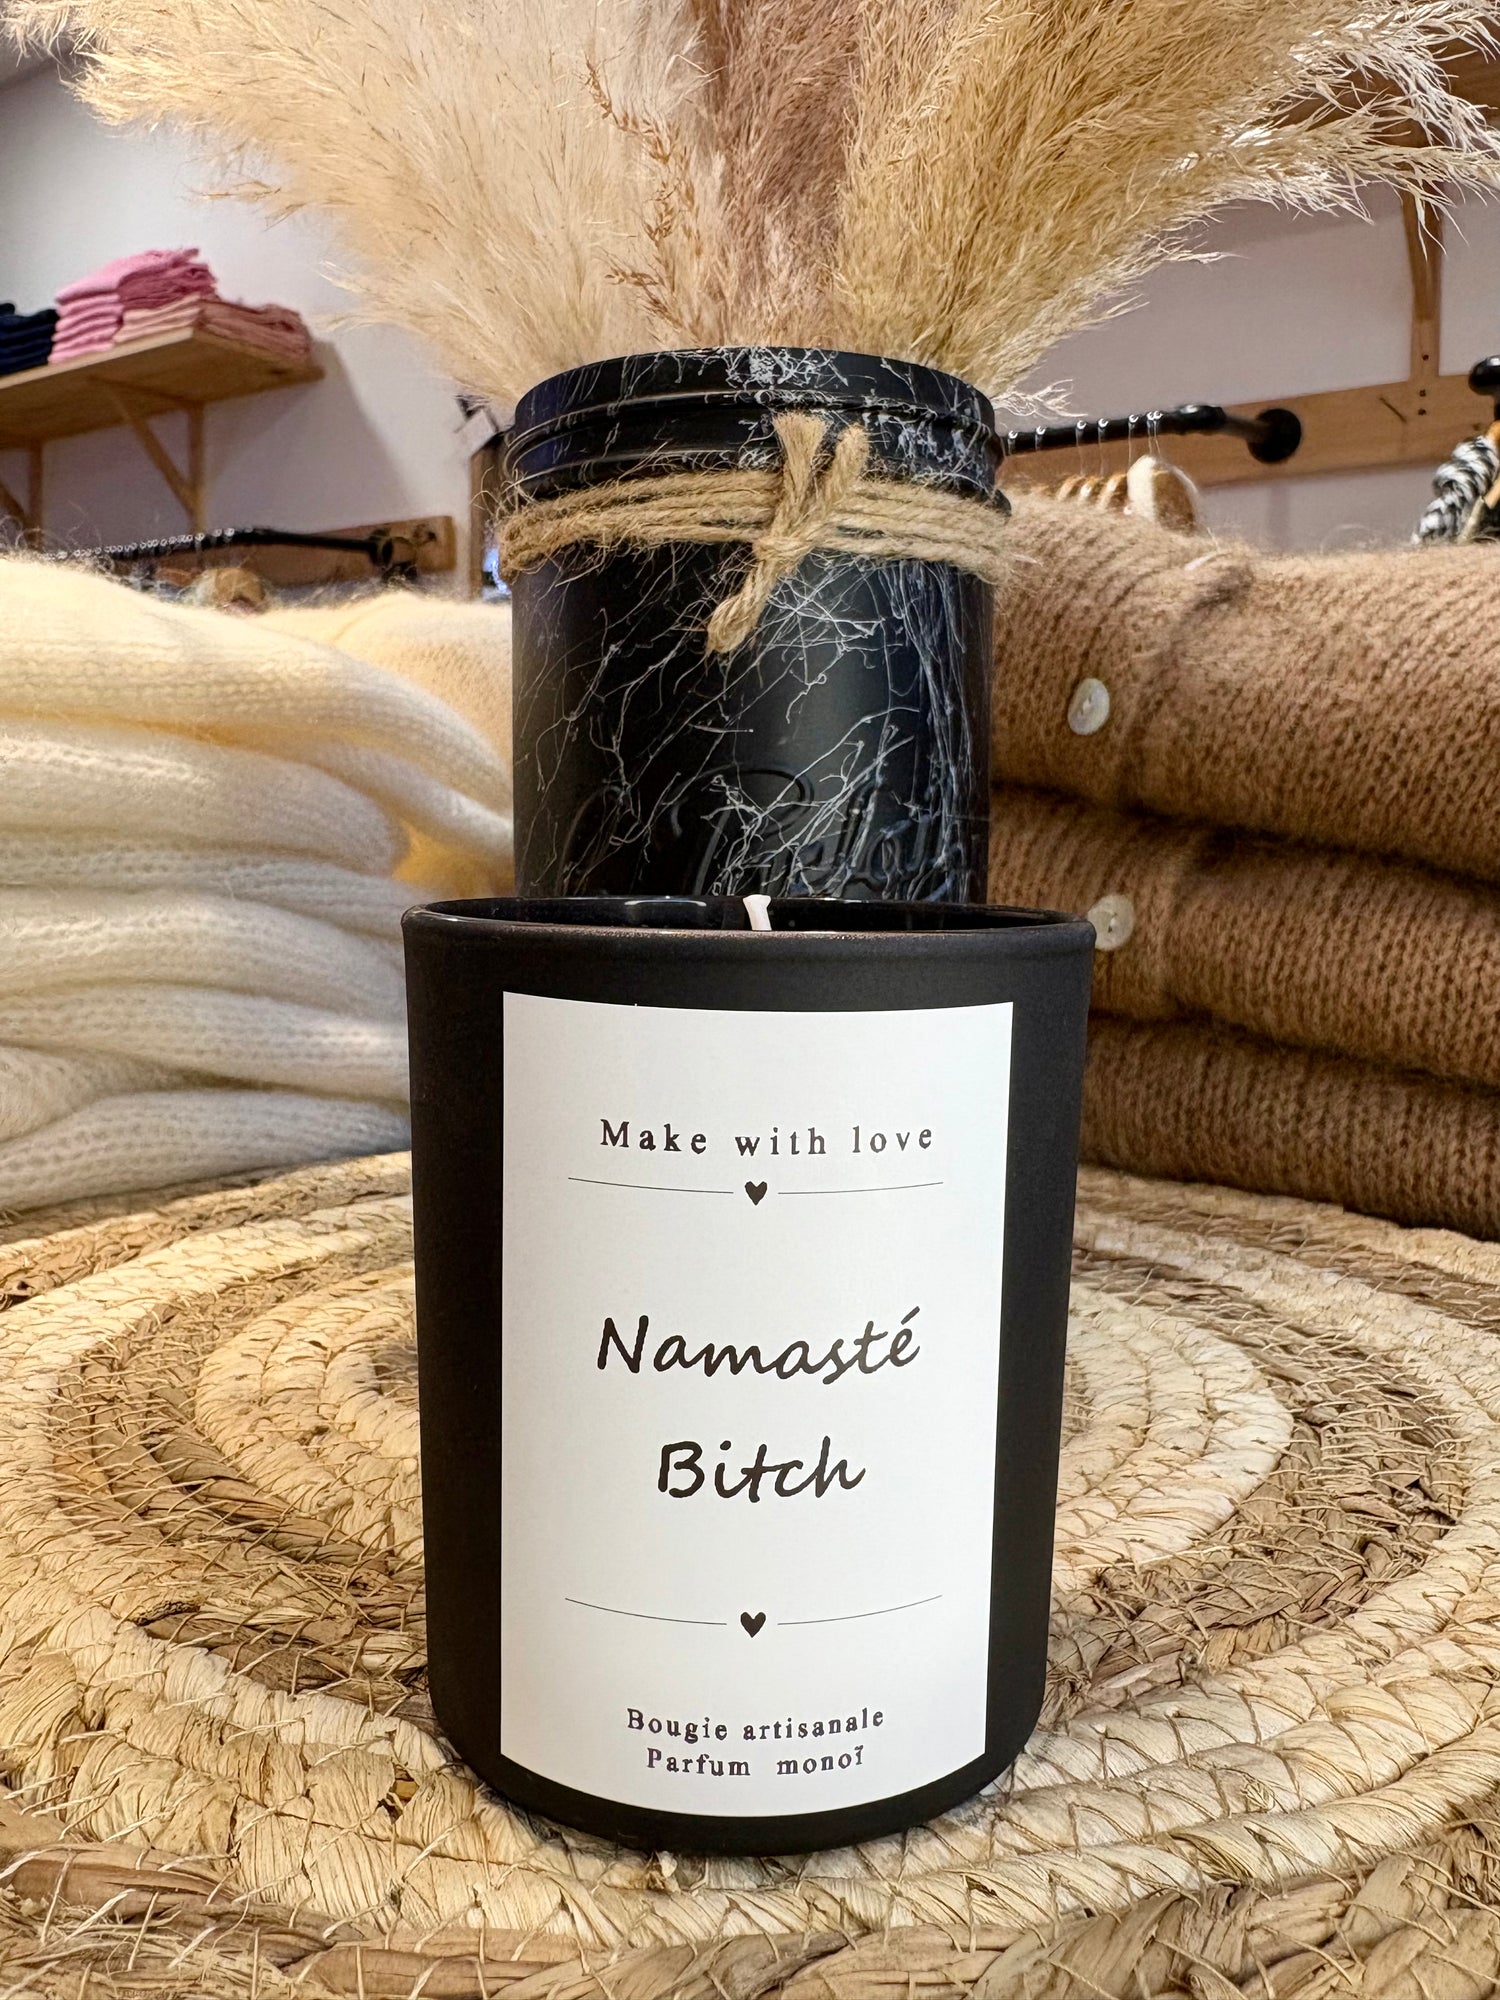 Make with love
Namasté
Bitch
Bougie artisanale
Parfum monoï